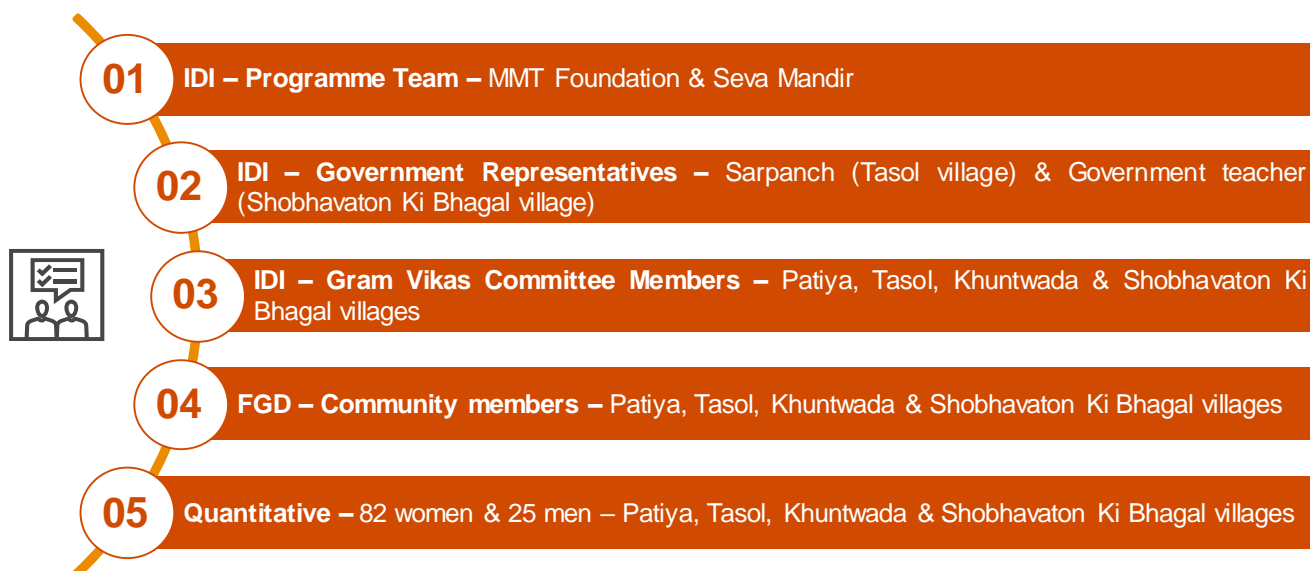 01
IDI – Programme Team – MMT Foundation & Seva Mandir
02
IDI – Government Representatives – Sarpanch (Tasol village) & Government teacher
(Shobhavaton Ki Bhagal village)
03
IDI – Gram Vikas Committee Members – Patiya, Tasol, Khuntwada & Shobhavaton Ki
Bhagal villages
04
FGD – Community members – Patiya, Tasol, Khuntwada & Shobhavaton Ki Bhagal villages
05
Quantitative – 82 women & 25 men – Patiya, Tasol, Khuntwada & Shobhavaton Ki Bhagal villages